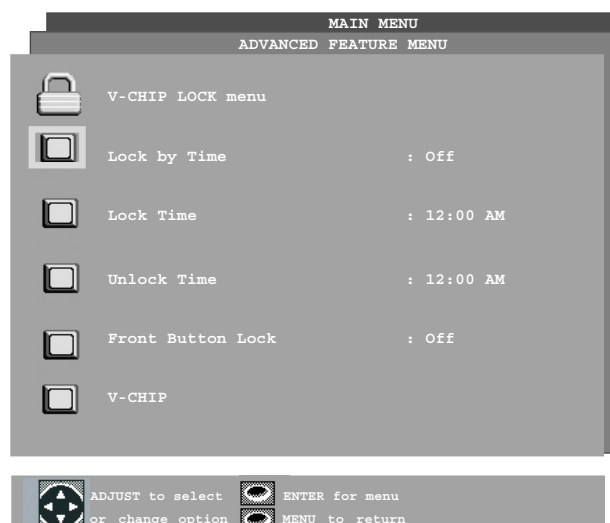 MAIN MENU
ADVANCED FEATURE MENU
V-CHIP LOCK menu
Lock by Time : Off
Lock Time : 12:00 AM
Unlock Time : 12:00 AM
Front Button Lock : Off
V-CHIP
ADJUST to select ENTER for menu
or change option MENU to return